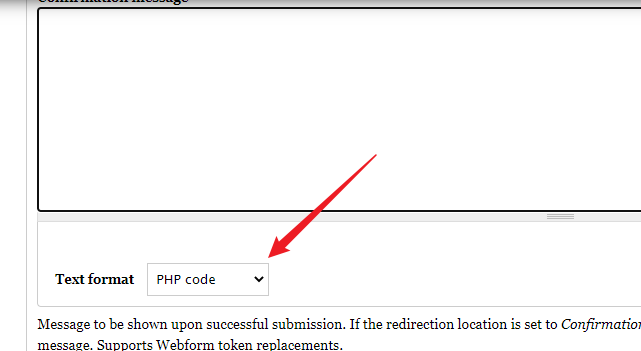 Confirmation message
Text format PHP code
Message to be shown upon successful submission. If the redirection location is set to Confirmation
message. Supports Webform token replacements.